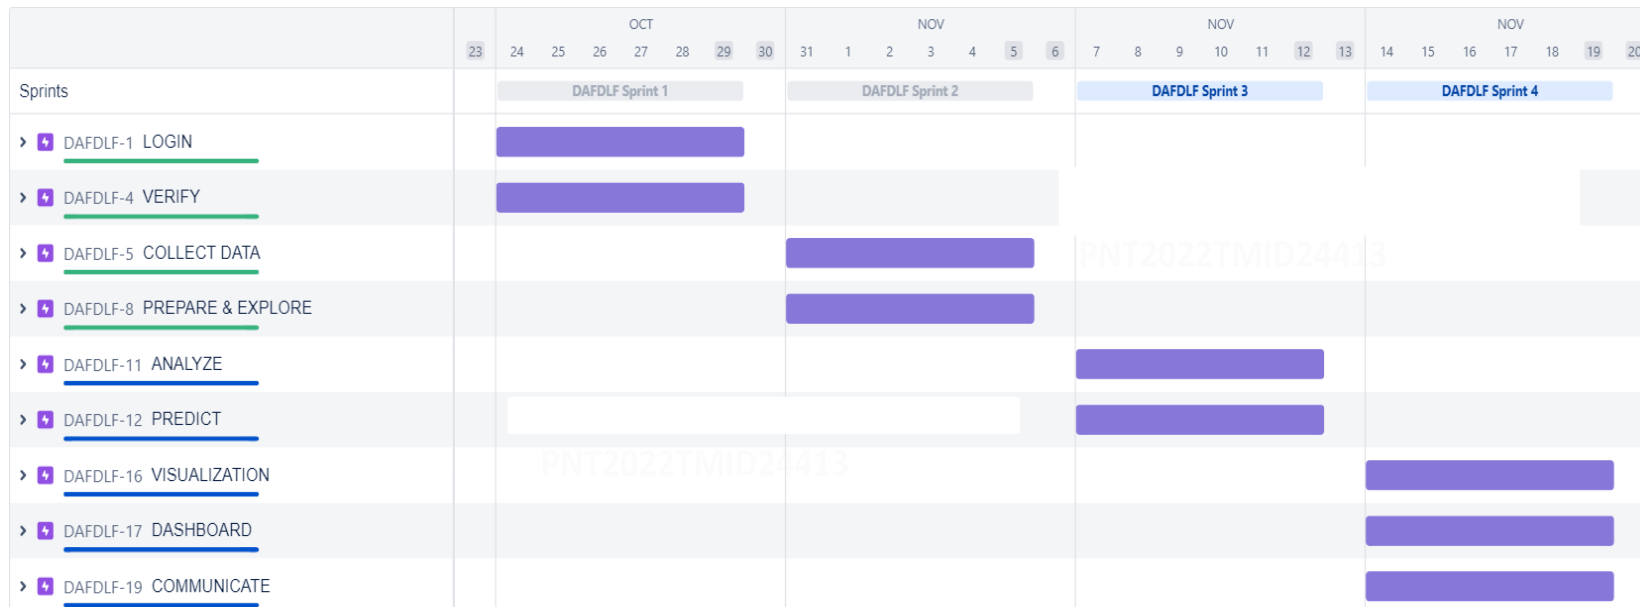 OCT NOV NOV NOV
23 24 25 26 27 28 29 30 31 1 2 3 4 5 6 7 8 9 10 11 12 13 14 15 16 17 18 19 20
Sprints DAFDLF Sprint 1 DAFDLF Sprint 2 DAFDLF Sprint 3 DAFDLF Sprint 4
DAFDLF-1 LOGIN
DAFDLF-4 VERIFY
DAFDLF-5 COLLECT DATA
PNT2022TMID24413
DAFDLF-8 PREPARE & EXPLORE
DAFDLF-11 ANALYZE
DAFDLF-12 PREDICT
PNT2022TMID24413
DAFDLF-16 VISUALIZATION
DAFDLF-17 DASHBOARD
DAFDLF-19 COMMUNICATE